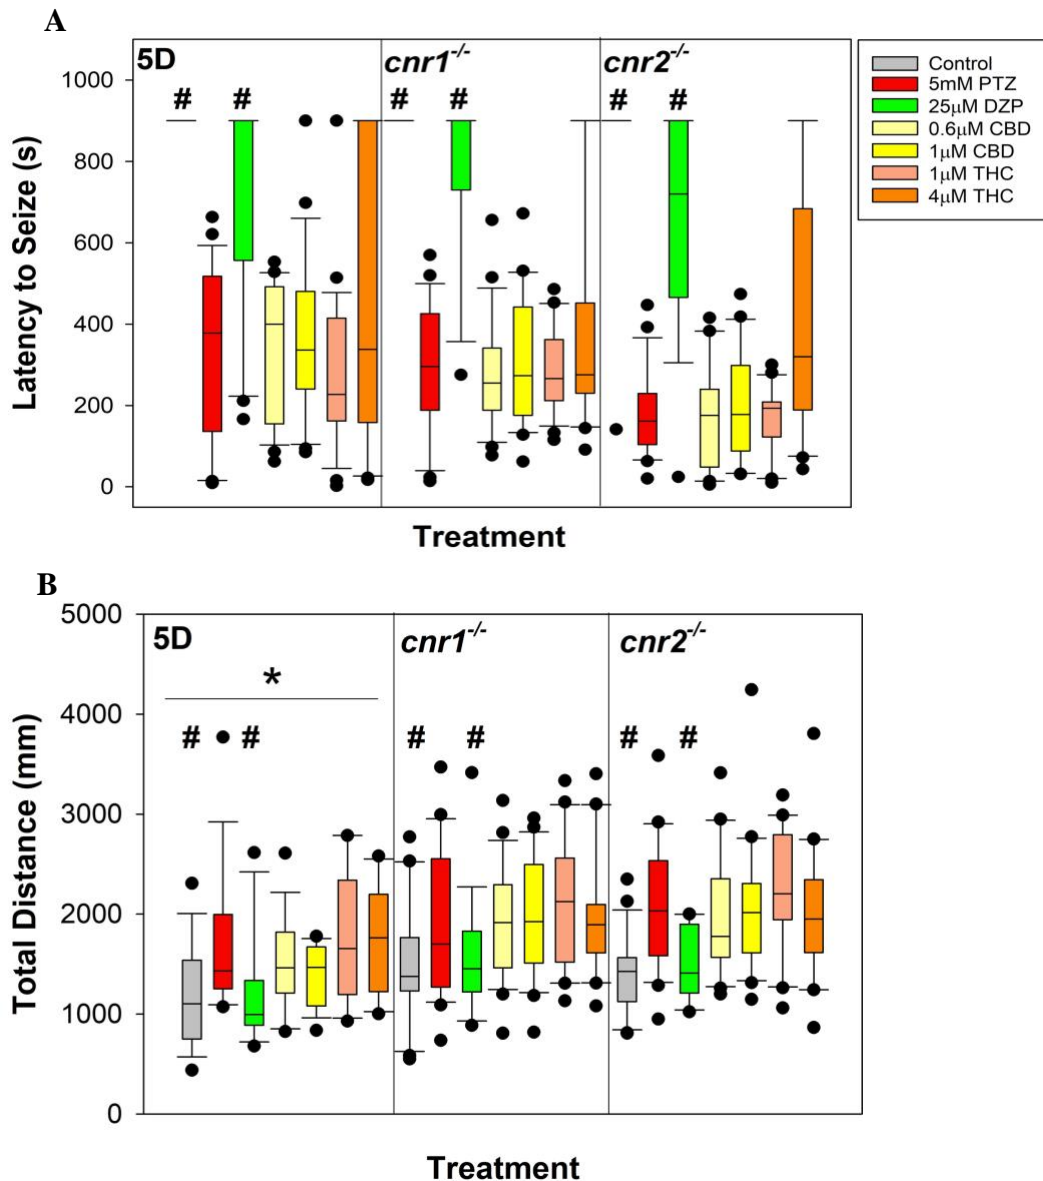 A
5D
cnr1-/-
cnr2-/-
# # # # # #
1000
800
600
400
200
0
Latency to Seize (s)
Treatment
Control
5mM PTZ
25μM DZP
0.6μM CBD
1μM CBD
1μM THC
4μM THC
B
5D
cnr1-/-
cnr2-/-
*
# # # # # #
5000
4000
3000
2000
1000
0
Total Distance (mm)
Treatment